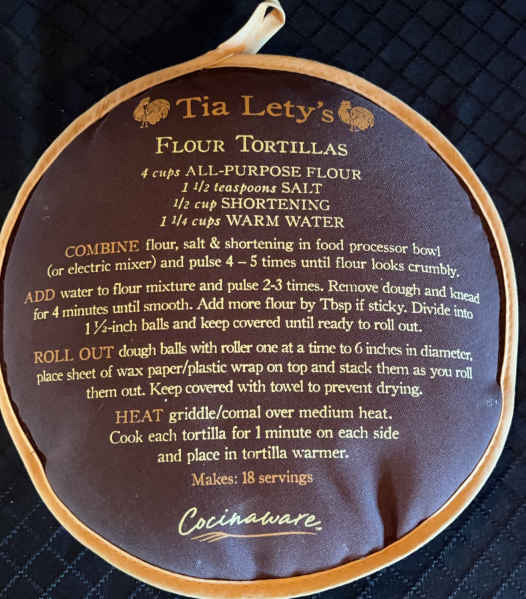 Tia Lety's
FLOUR TORTILLAS
4 cups ALL-PURPOSE FLOUR
1 1/2 teaspoons SALT
1/2 cup SHORTENING
1 1/4 cups WARM WATER
COMBINE flour, salt & shortening in food processor bowl
(or electric mixer) and pulse 4 – 5 times until flour looks crumbly.
ADD water to flour mixture and pulse 2-3 times. Remove dough and knead
for 4 minutes until smooth. Add more flour by Tbsp if sticky. Divide into
1 ½-inch balls and keep covered until ready to roll out.
ROLL OUT dough balls with roller one at a time to 6 inches in diameter,
place sheet of wax paper/plastic wrap on top and stack them as you roll
them out. Keep covered with towel to prevent drying.
HEAT griddle/comal over medium heat.
Cook each tortilla for 1 minute on each side
and place in tortilla warmer.
Makes: 18 servings
Cocinaware™